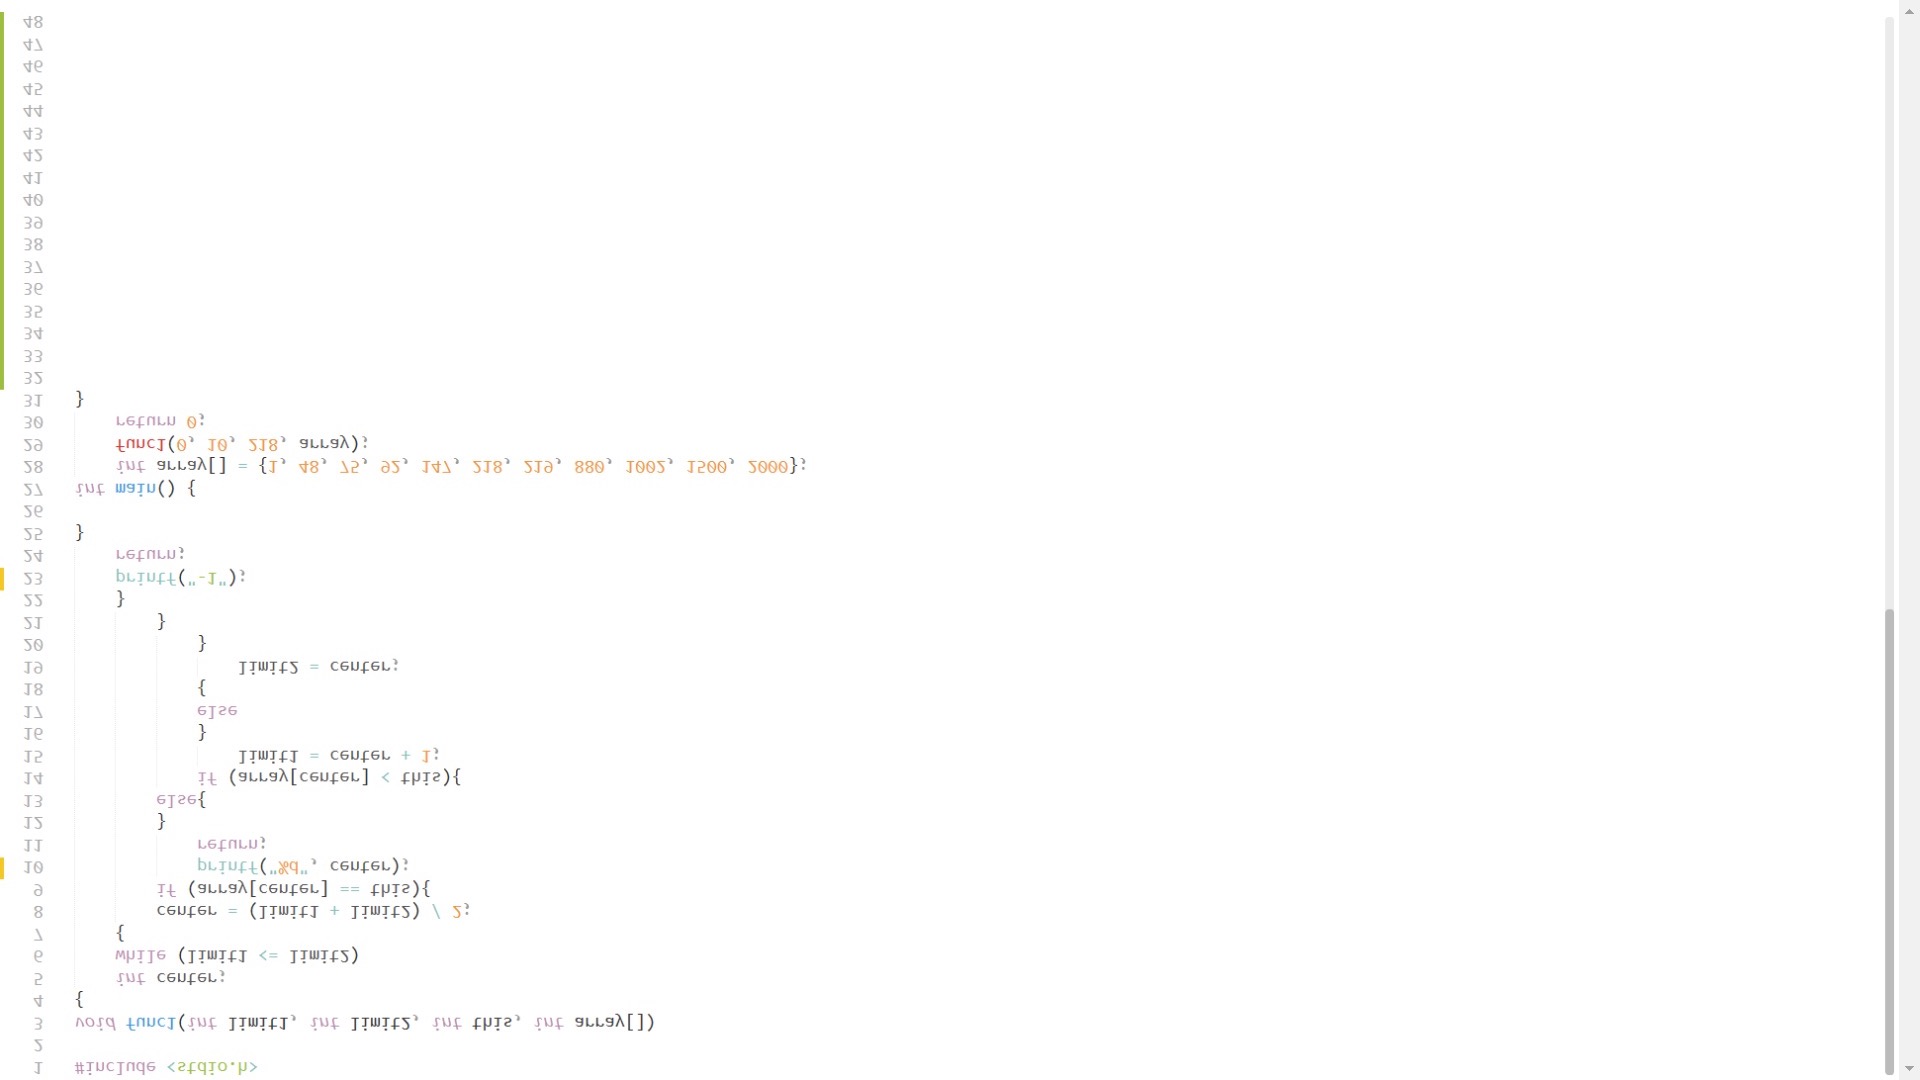 1 #include <stdio.h>
2
3 void func1(int limit1, int limit2, int this, int array[])
4 {
5     int center;
6     while (limit1 <= limit2)
7     {
8         center = (limit1 + limit2) / 2;
9         if (array[center] == this){
10             printf("%d", center);
11             return;
12         }
13         else{
14             if (array[center] < this){
15                 limit1 = center + 1;
16             }
17             else
18             {
19                 limit2 = center;
20             }
21         }
22     }
23     printf("-1");
24     return;
25 }
26
27 int main() {
28     int array[] = {1, 48, 75, 92, 147, 218, 219, 880, 1002, 1500, 2000};
29     func1(0, 10, 218, array);
30     return 0;
31 }
32
33
34
35
36
37
38
39
40
41
42
43
44
45
46
47
48